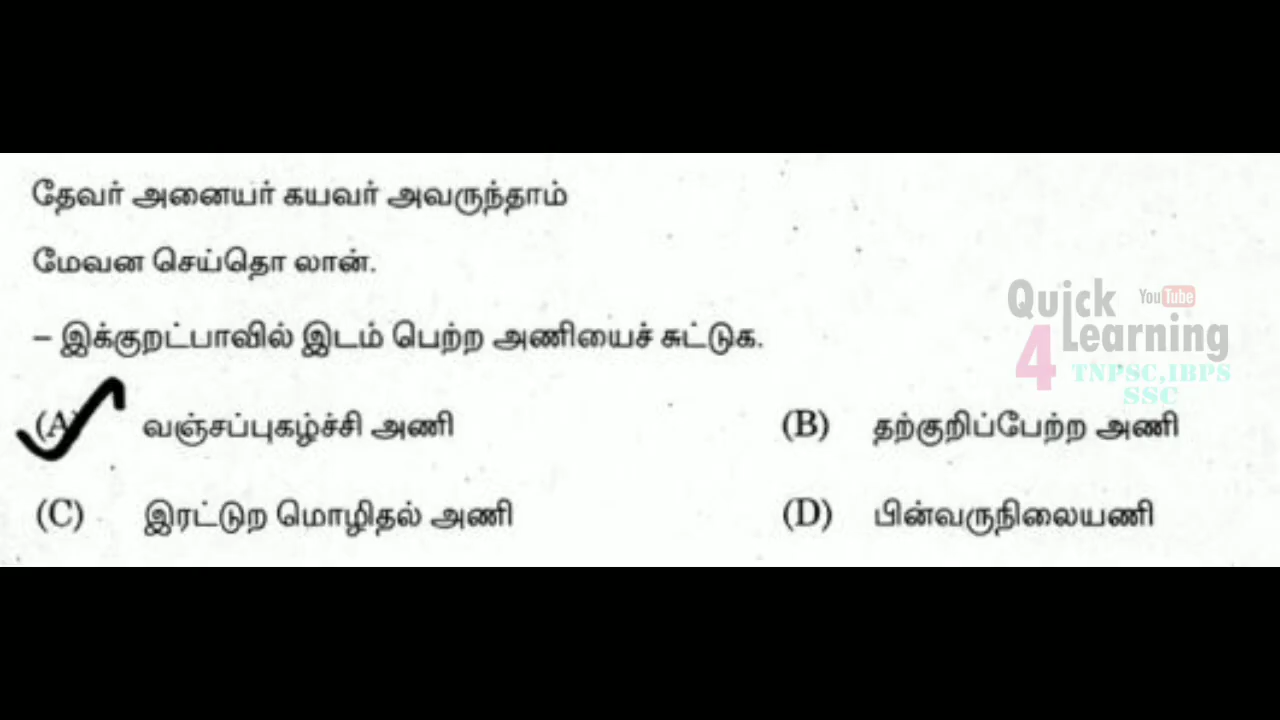 தேவர் அனையர் கயவர் அவருந்தாம்
மேவன செய்தொ லான்.
– இக்குறட்பாவில் இடம் பெற்ற அணியைச் சுட்டுக.
(A) வஞ்சப்புகழ்ச்சி அணி (B) தற்குறிப்பேற்ற அணி
(C) இரட்டுற மொழிதல் அணி (D) பின்வருநிலையணி
Quick YouTube
4 Learning
TNPSC,IBPS
SSC